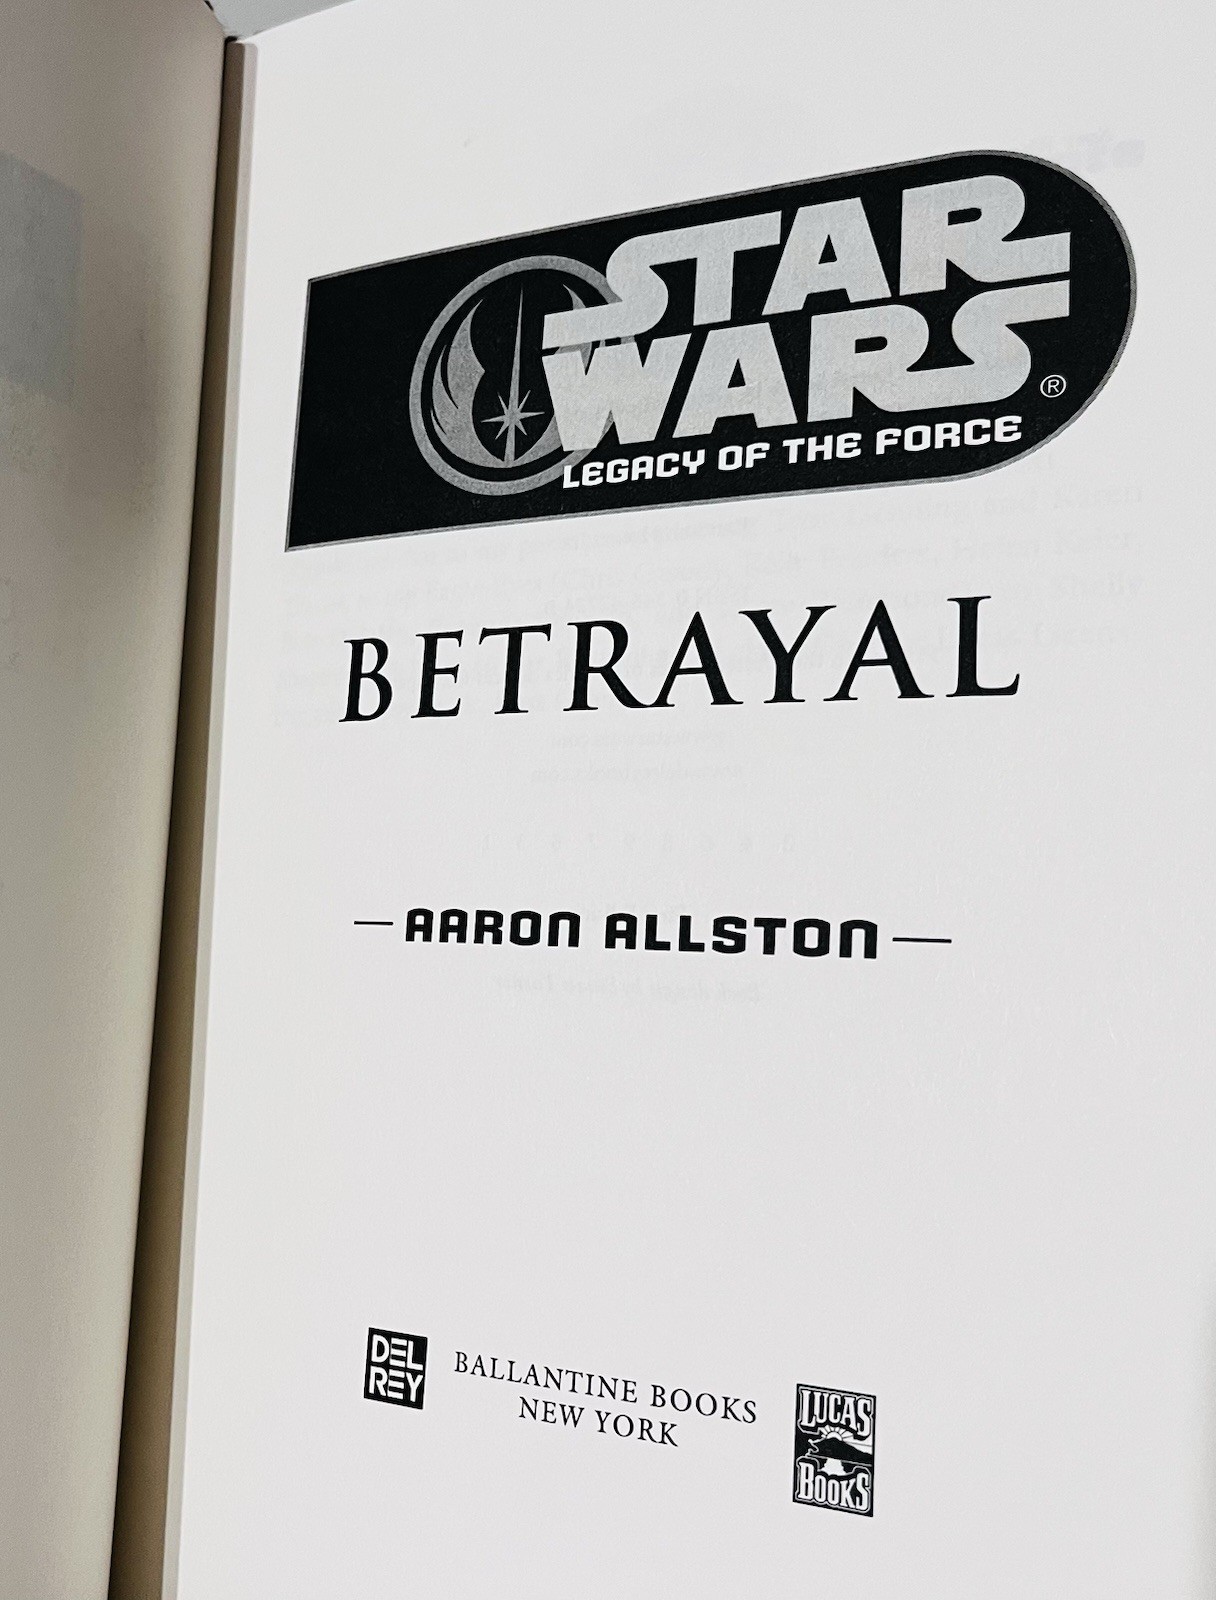 STAR
WARS®
LEGACY OF THE FORCE
BETRAYAL
—AARON ALLSTON—
DEL
REY
BALLANTINE BOOKS
NEW YORK
LUCAS
BOOKS